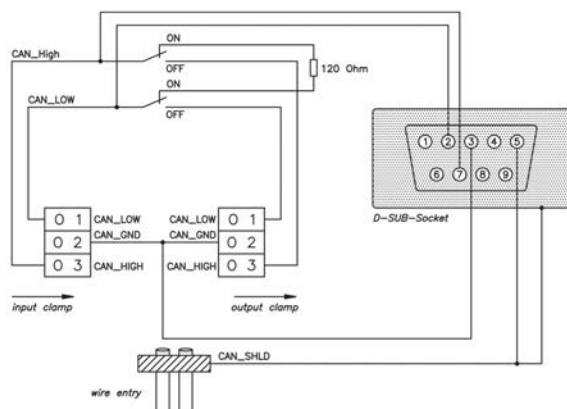 ON
CAN_High
OFF
120 Ohm
ON
CAN_LOW
OFF
1 2 3 4 5
6 7 8 9
D-SUB-Socket
0 1 CAN_LOW CAN_LOW 0 1
0 2 CAN_GND CAN_GND 0 2
0 3 CAN_HIGH CAN_HIGH 0 3
input clamp
output clamp
CAN_SHLD
wire entry